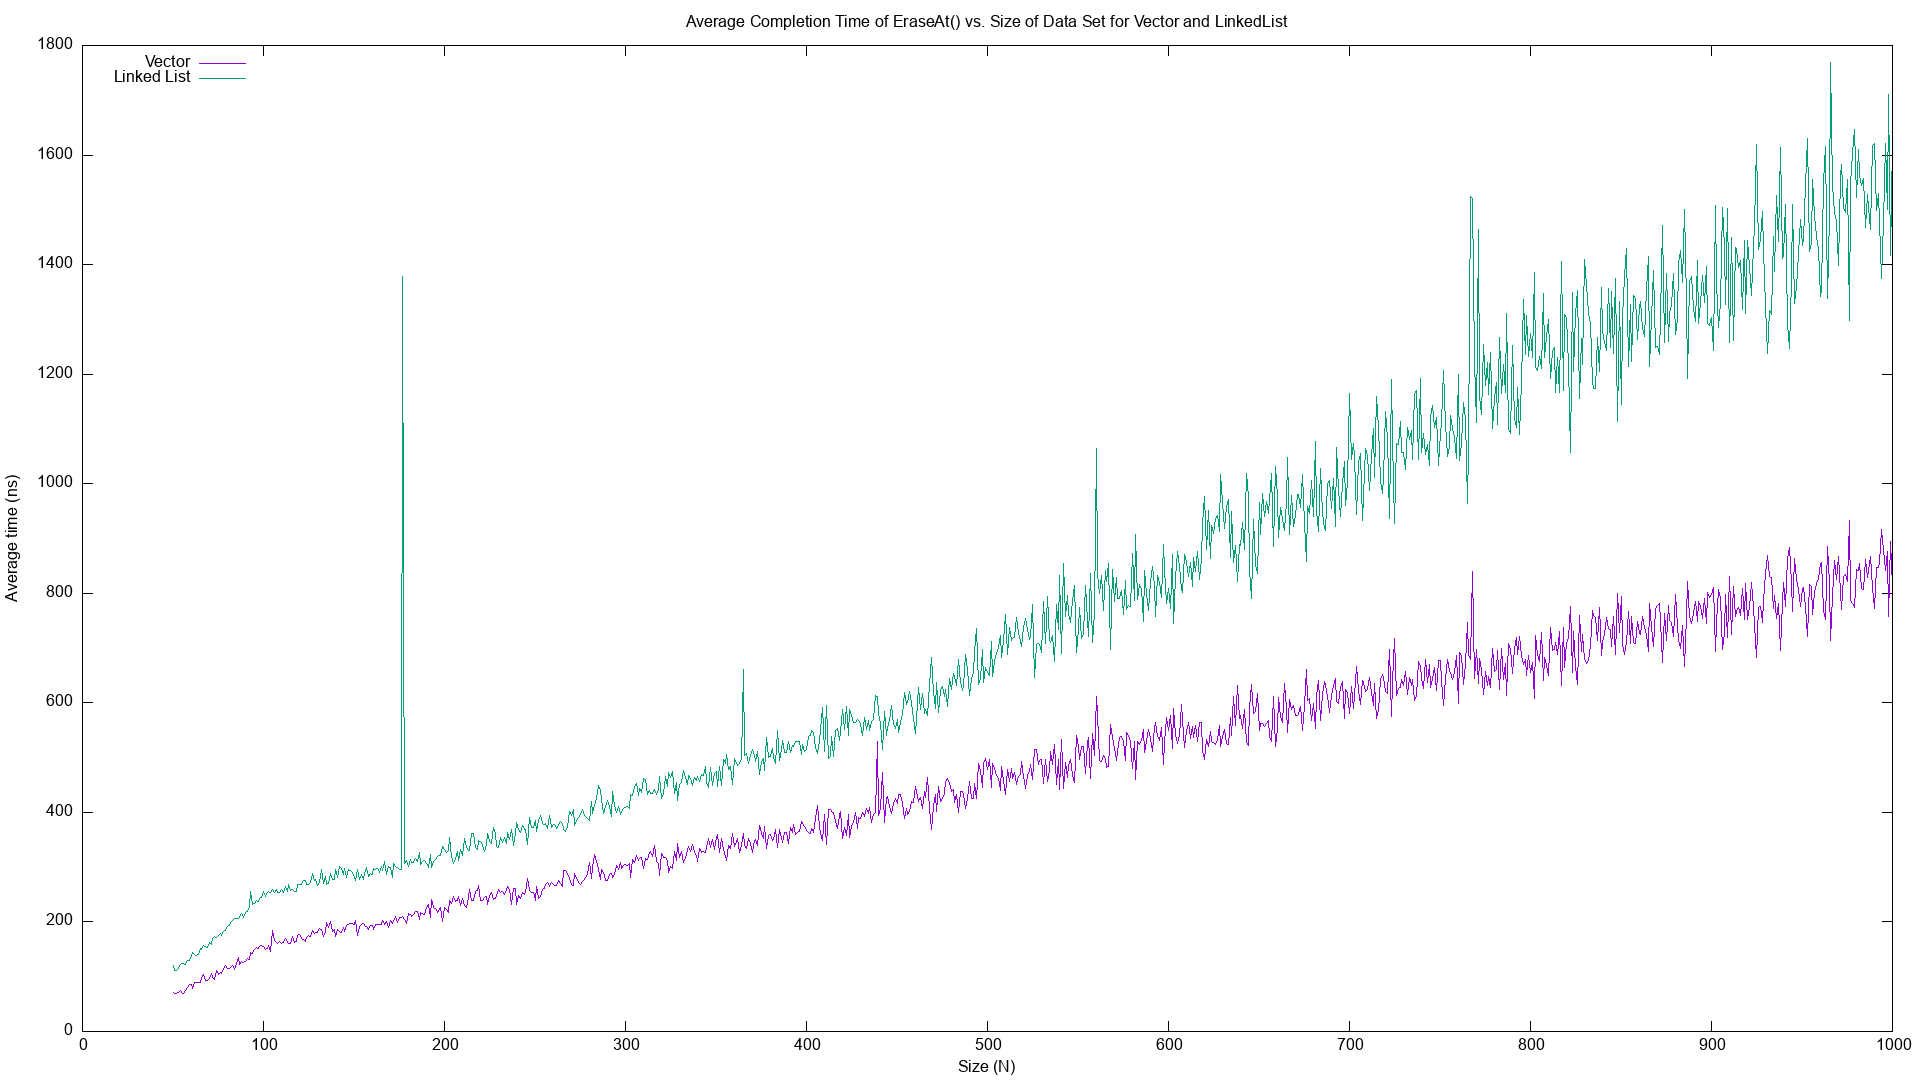 Average Completion Time of EraseAt() vs. Size of Data Set for Vector and LinkedList
1800
1600
1400
1200
1000
800
600
400
200
0
Vector
Linked List
Average time (ns)
0 100 200 300 400 500 600 700 800 900 1000
Size (N)